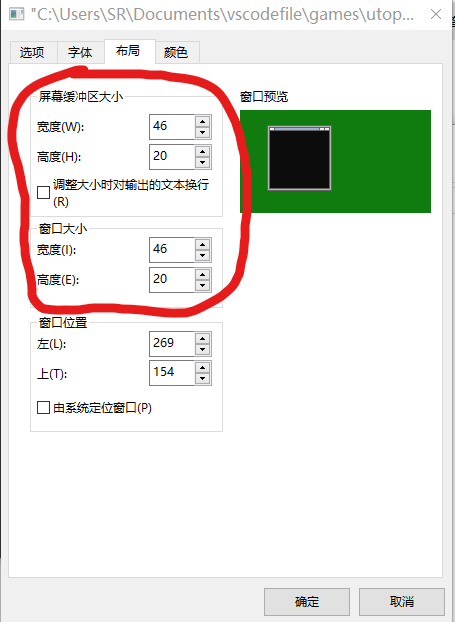 "C:\Users\SR\Documents\vscodefile\games\utop...
选项 字体 布局 颜色
屏幕缓冲区大小
宽度(W): 46
高度(H): 20
调整大小时对输出的文本换行
(R)
窗口大小
宽度(I): 46
高度(E): 20
窗口位置
左(L): 269
上(T): 154
由系统定位窗口(P)
窗口预览
确定 取消